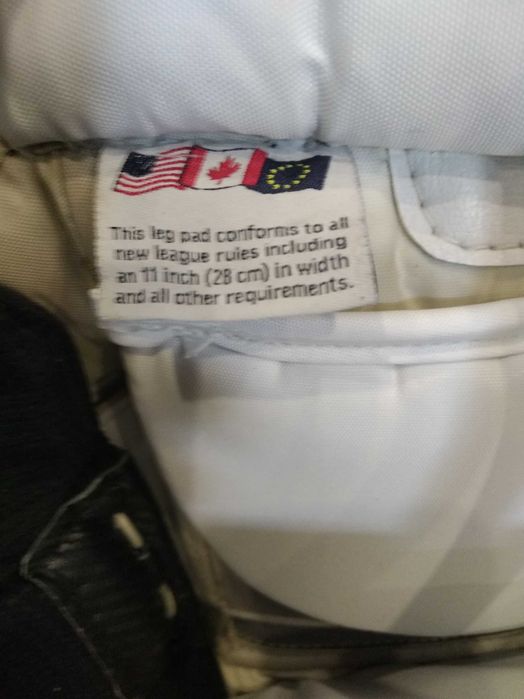 This leg pad conforms to all
new league rules including
an 11 inch (28 cm) in width
and all other requirements.